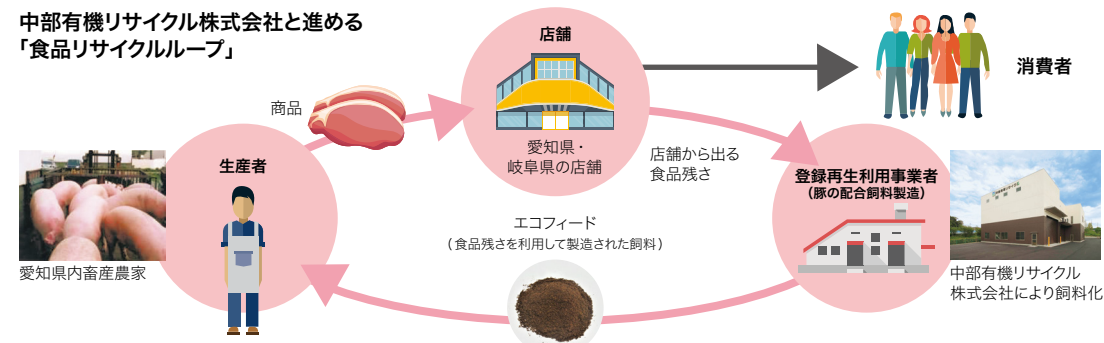 中部有機リサイクル株式会社と進める
「食品リサイクルループ」
店舗
消費者
商品
愛知県・
岐阜県の店舗
店舗から出る
食品残さ
生産者
登録再生利用事業者
（豚の配合飼料製造）
エコフィード
(食品残さを利用して製造された飼料)
愛知県内畜産農家
中部有機リサイクル
株式会社により飼料化